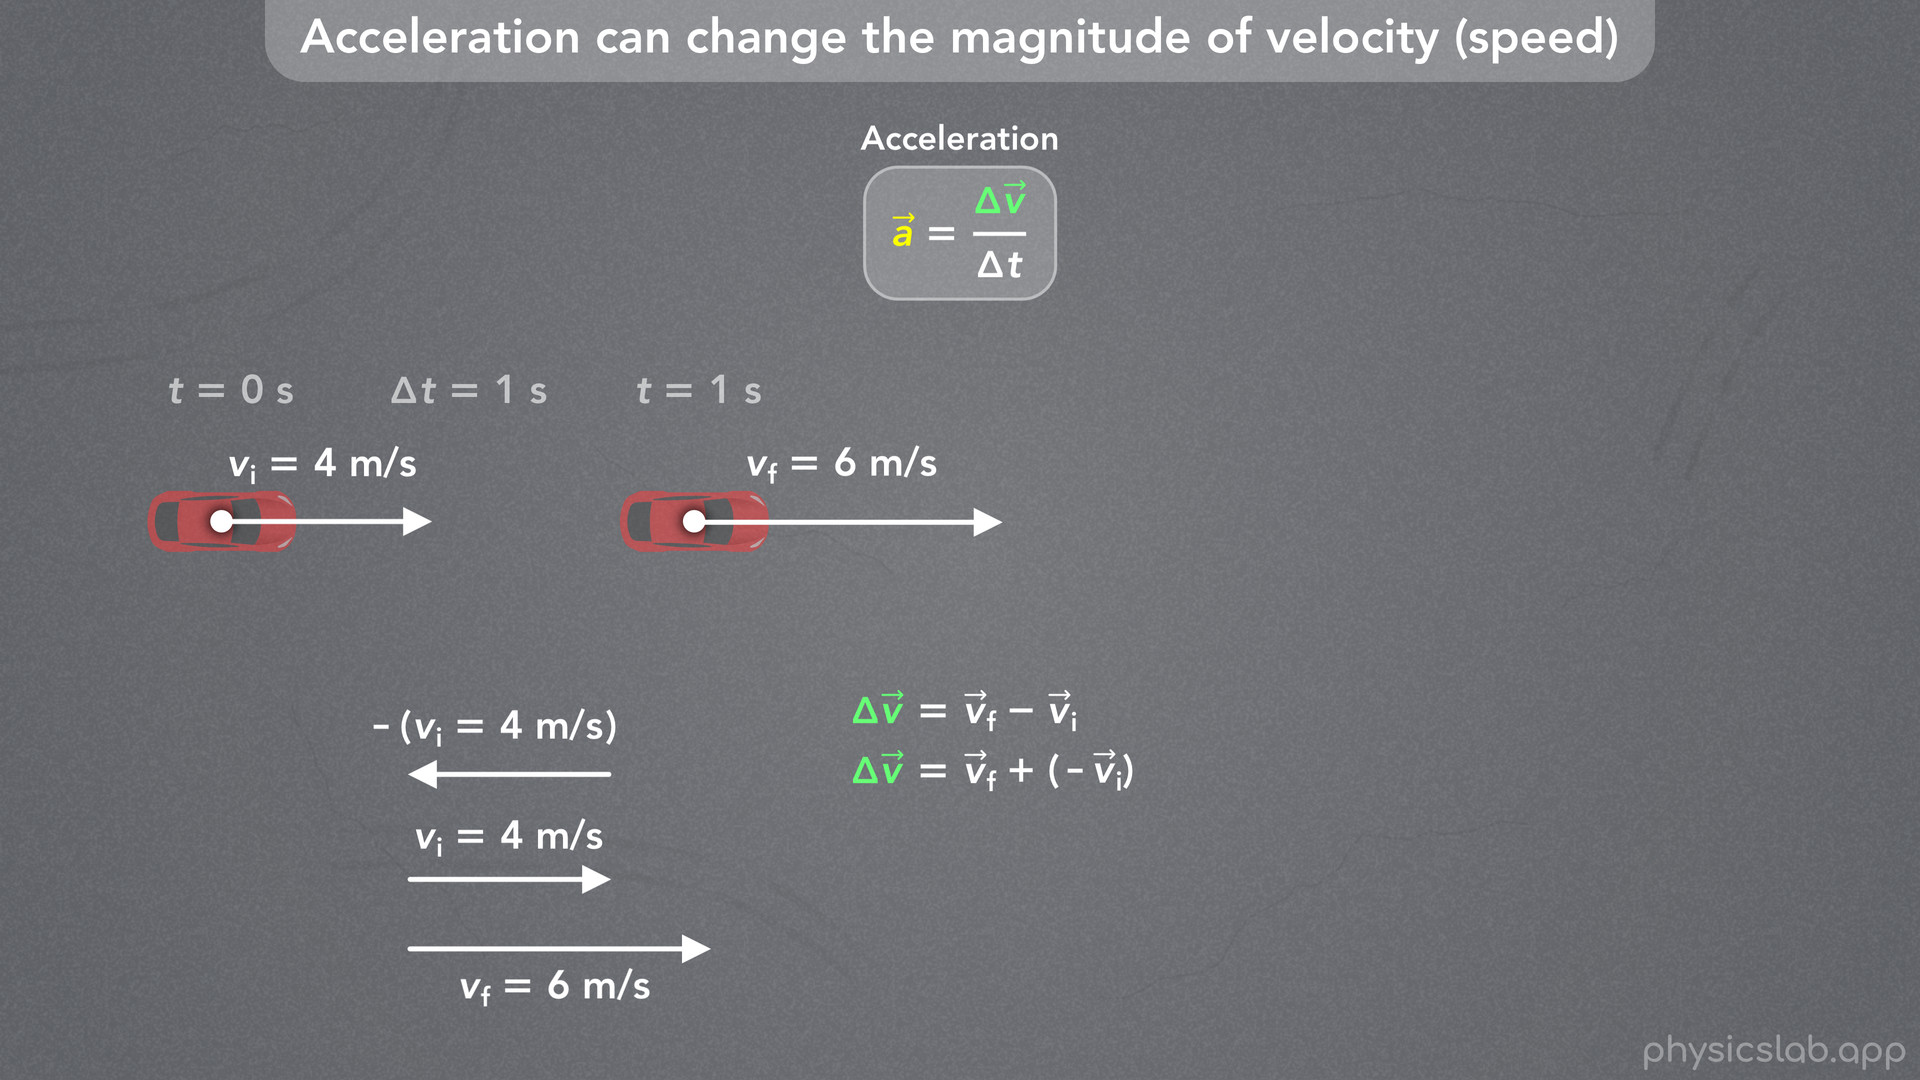 Acceleration can change the magnitude of velocity (speed)
Acceleration
a⃗ = Δv⃗ / Δt
t = 0 s Δt = 1 s t = 1 s
vᵢ = 4 m/s v_f = 6 m/s
– (vᵢ = 4 m/s)
vᵢ = 4 m/s
v_f = 6 m/s
Δv⃗ = v⃗_f − v⃗ᵢ
Δv⃗ = v⃗_f + (– v⃗ᵢ)
physicslab.app